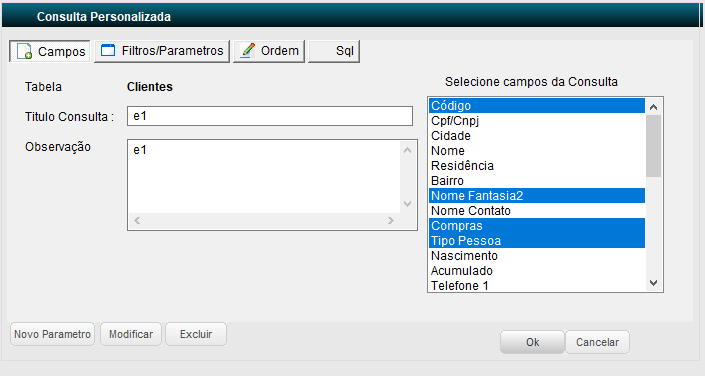 Consulta Personalizada
Campos
Filtros/Parametros
Ordem
Sql
Tabela
Clientes
Titulo Consulta :
e1
Observação
e1
Selecione campos da Consulta
Código
Cpf/Cnpj
Cidade
Nome
Residência
Bairro
Nome Fantasia2
Nome Contato
Compras
Tipo Pessoa
Nascimento
Acumulado
Telefone 1
Novo Parametro
Modificar
Excluir
Ok
Cancelar